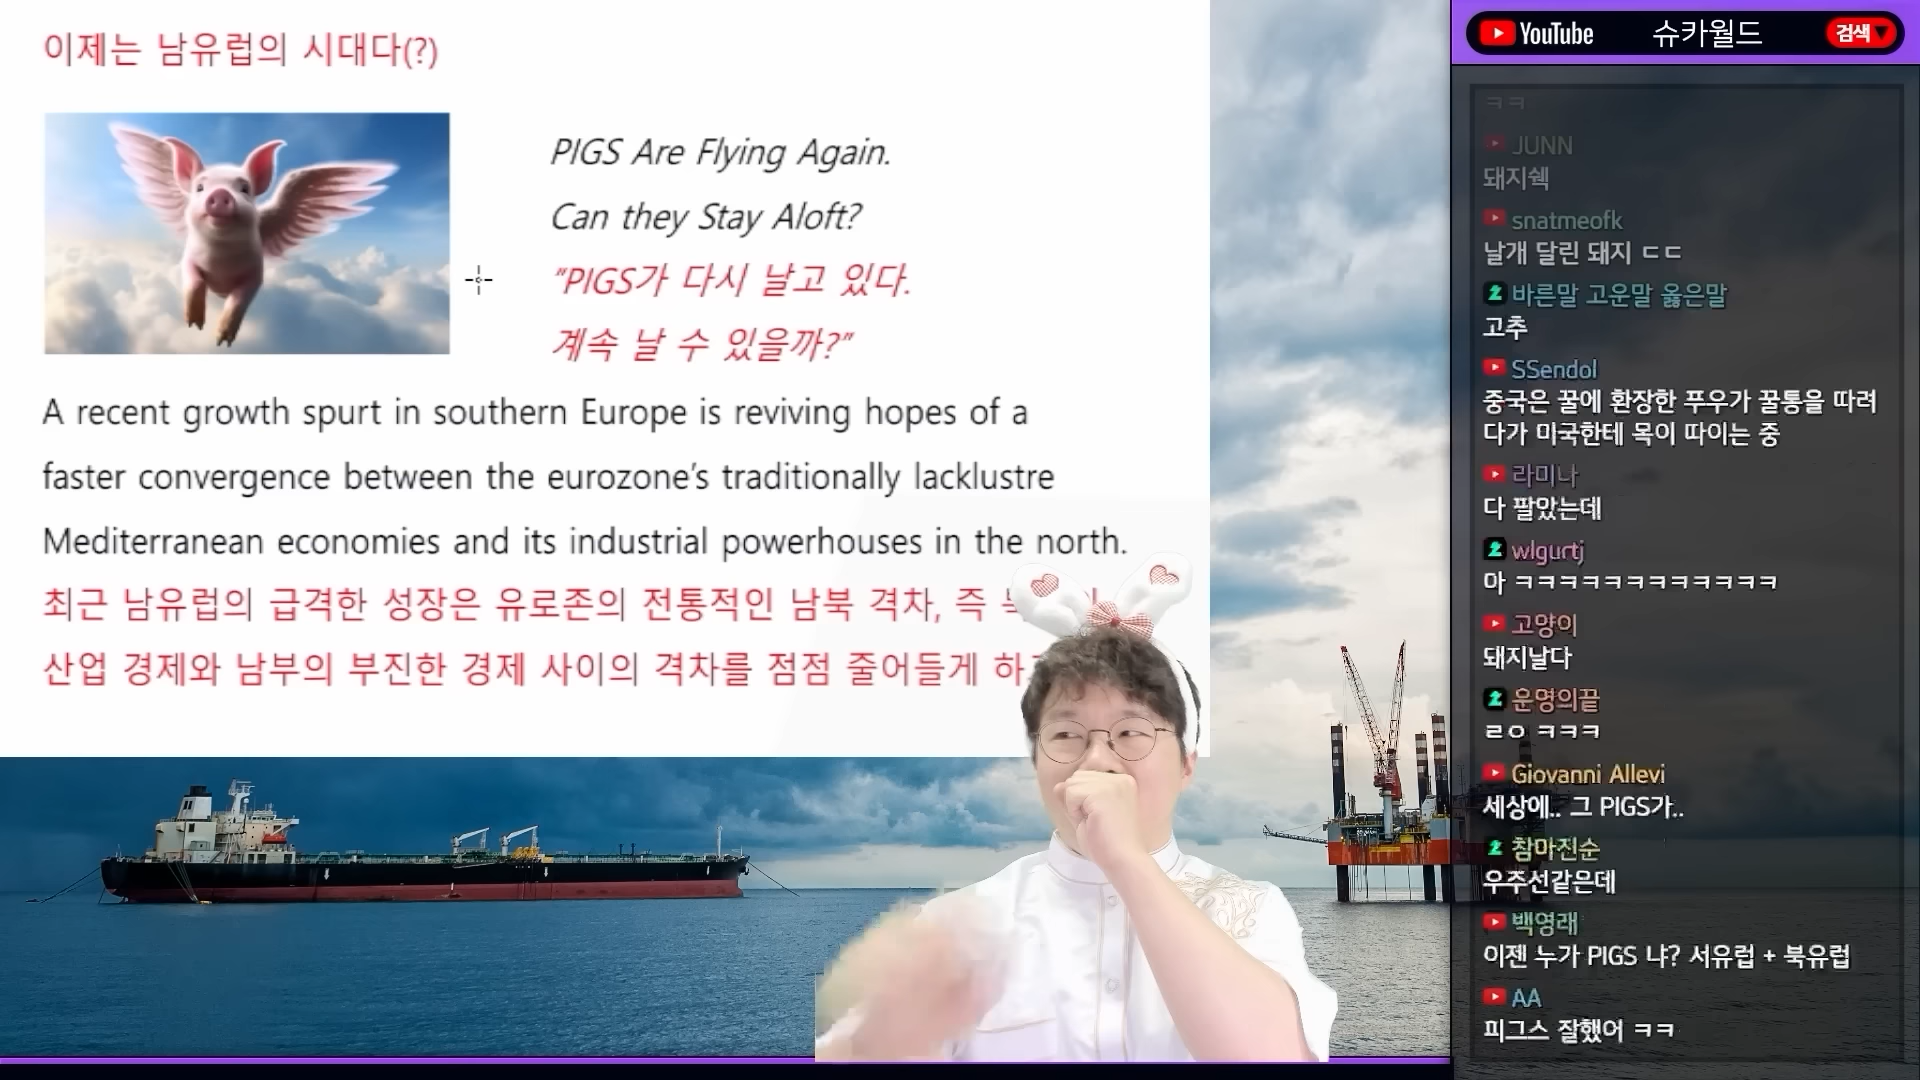 이제는 남유럽의 시대다(?)
PIGS Are Flying Again.
Can they Stay Aloft?
"PIGS가 다시 날고 있다.
계속 날 수 있을까?"
A recent growth spurt in southern Europe is reviving hopes of a
faster convergence between the eurozone's traditionally lacklustre
Mediterranean economies and its industrial powerhouses in the north.
최근 남유럽의 급격한 성장은 유로존의 전통적인 남북 격차, 즉
산업 경제와 남부의 부진한 경제 사이의 격차를 점점 줄어들게
YouTube 슈카월드 검색
ㅋㅋ
JUNN
돼지쉑
snatmeofk
날개 달린 돼지 ㄷㄷ
바른말 고운말 옳은말
고추
SSendol
중국은 꿀에 환장한 푸우가 꿀통을 따려
다가 미국한테 목이 따이는 중
라미나
다 팔았는데
wlgurtj
아 ㅋㅋㅋㅋㅋㅋㅋㅋㅋㅋㅋㅋ
고양이
돼지날다
운명의끝
ㄹㅇ ㅋㅋㅋ
Giovanni Allevi
세상에.. 그 PIGS가..
참마진순
우주선같은데
백영래
이젠 누가 PIGS 냐? 서유럽 + 북유럽
AA
피그스 잘했어 ㅋㅋ